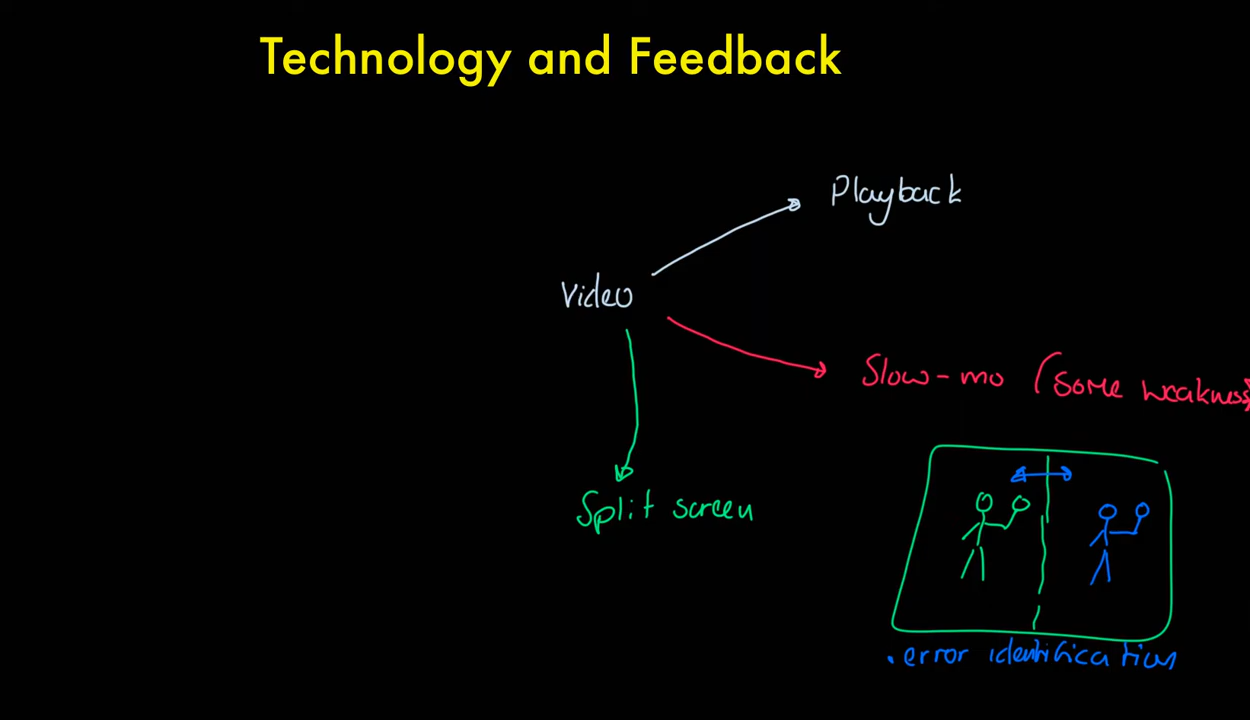 Technology and Feedback
Playback
Video
Slow-mo (some weakness)
Split screen
. error identification